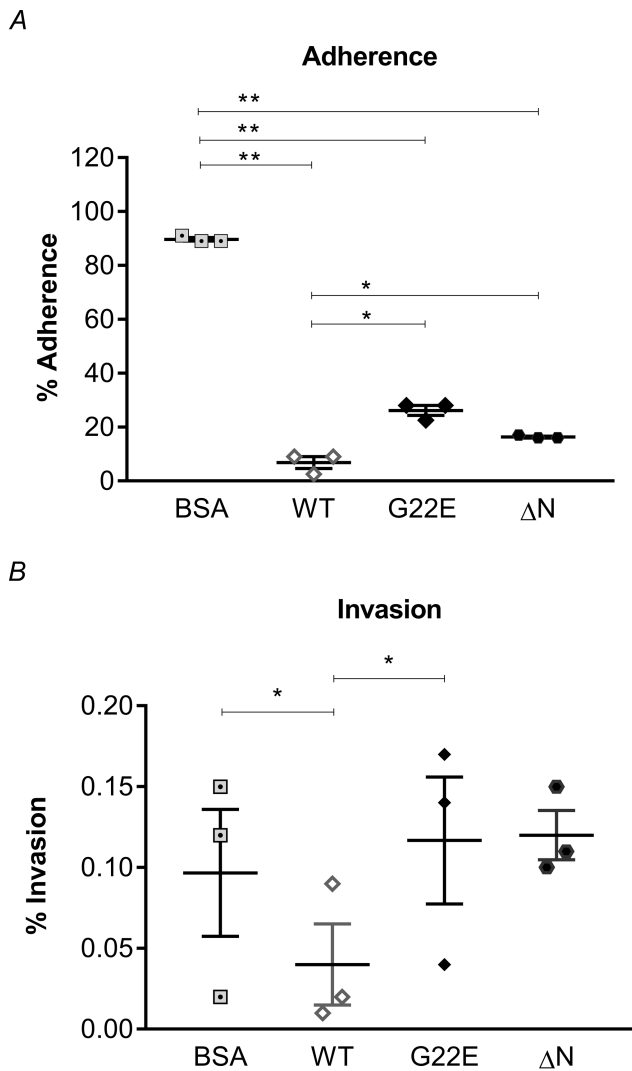 A
Adherence
**
**
**
120
100
80
60
40
20
0
% Adherence
*
*
BSA WT G22E ΔN
B
Invasion
*
*
0.20
0.15
0.10
0.05
0.00
% Invasion
BSA WT G22E ΔN